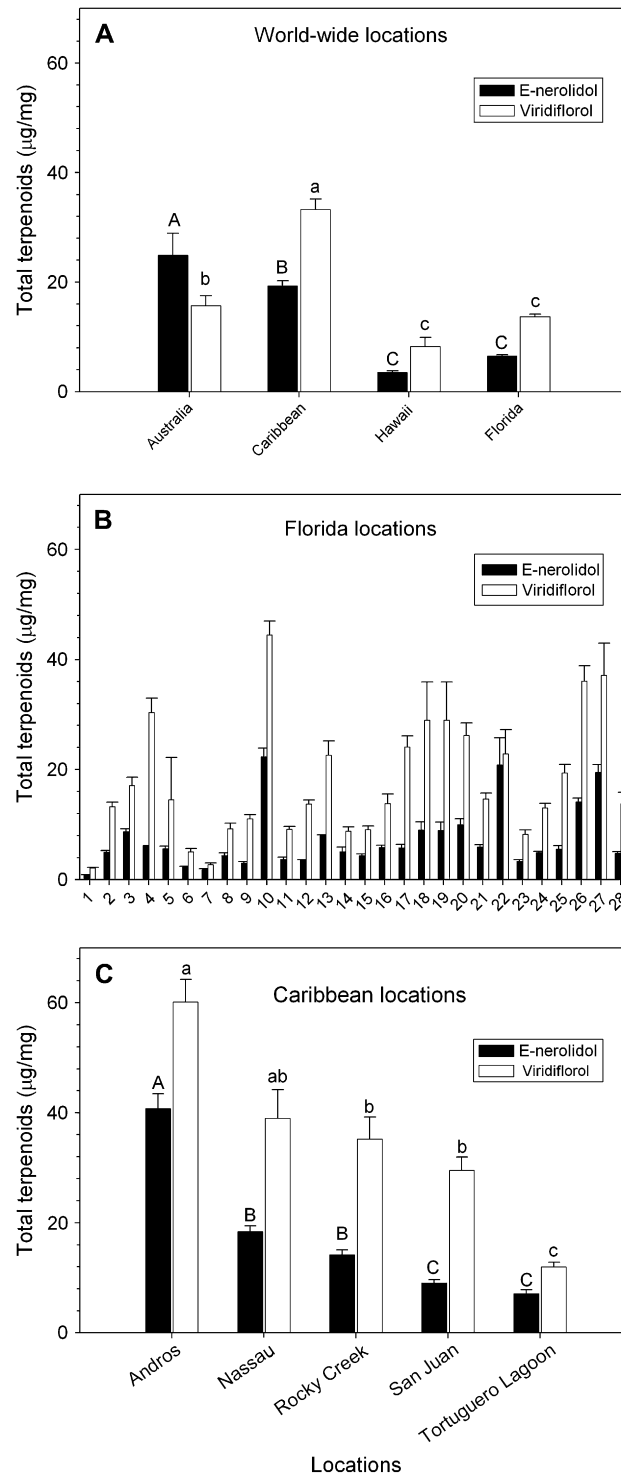 A
World-wide locations
E-nerolidol
Viridiflorol
Total terpenoids (µg/mg)
60
40
20
0
A
b
B
a
C
c
C
c
Australia
Caribbean
Hawaii
Florida
B
Florida locations
E-nerolidol
Viridiflorol
Total terpenoids (µg/mg)
60
40
20
0
1 2 3 4 5 6 7 8 9 10 11 12 13 14 15 16 17 18 19 20 21 22 23 24 25 26 27 28
C
Caribbean locations
E-nerolidol
Viridiflorol
Total terpenoids (µg/mg)
60
40
20
0
A
a
B
ab
B
b
C
b
C
c
Andros
Nassau
Rocky Creek
San Juan
Tortuguero Lagoon
Locations